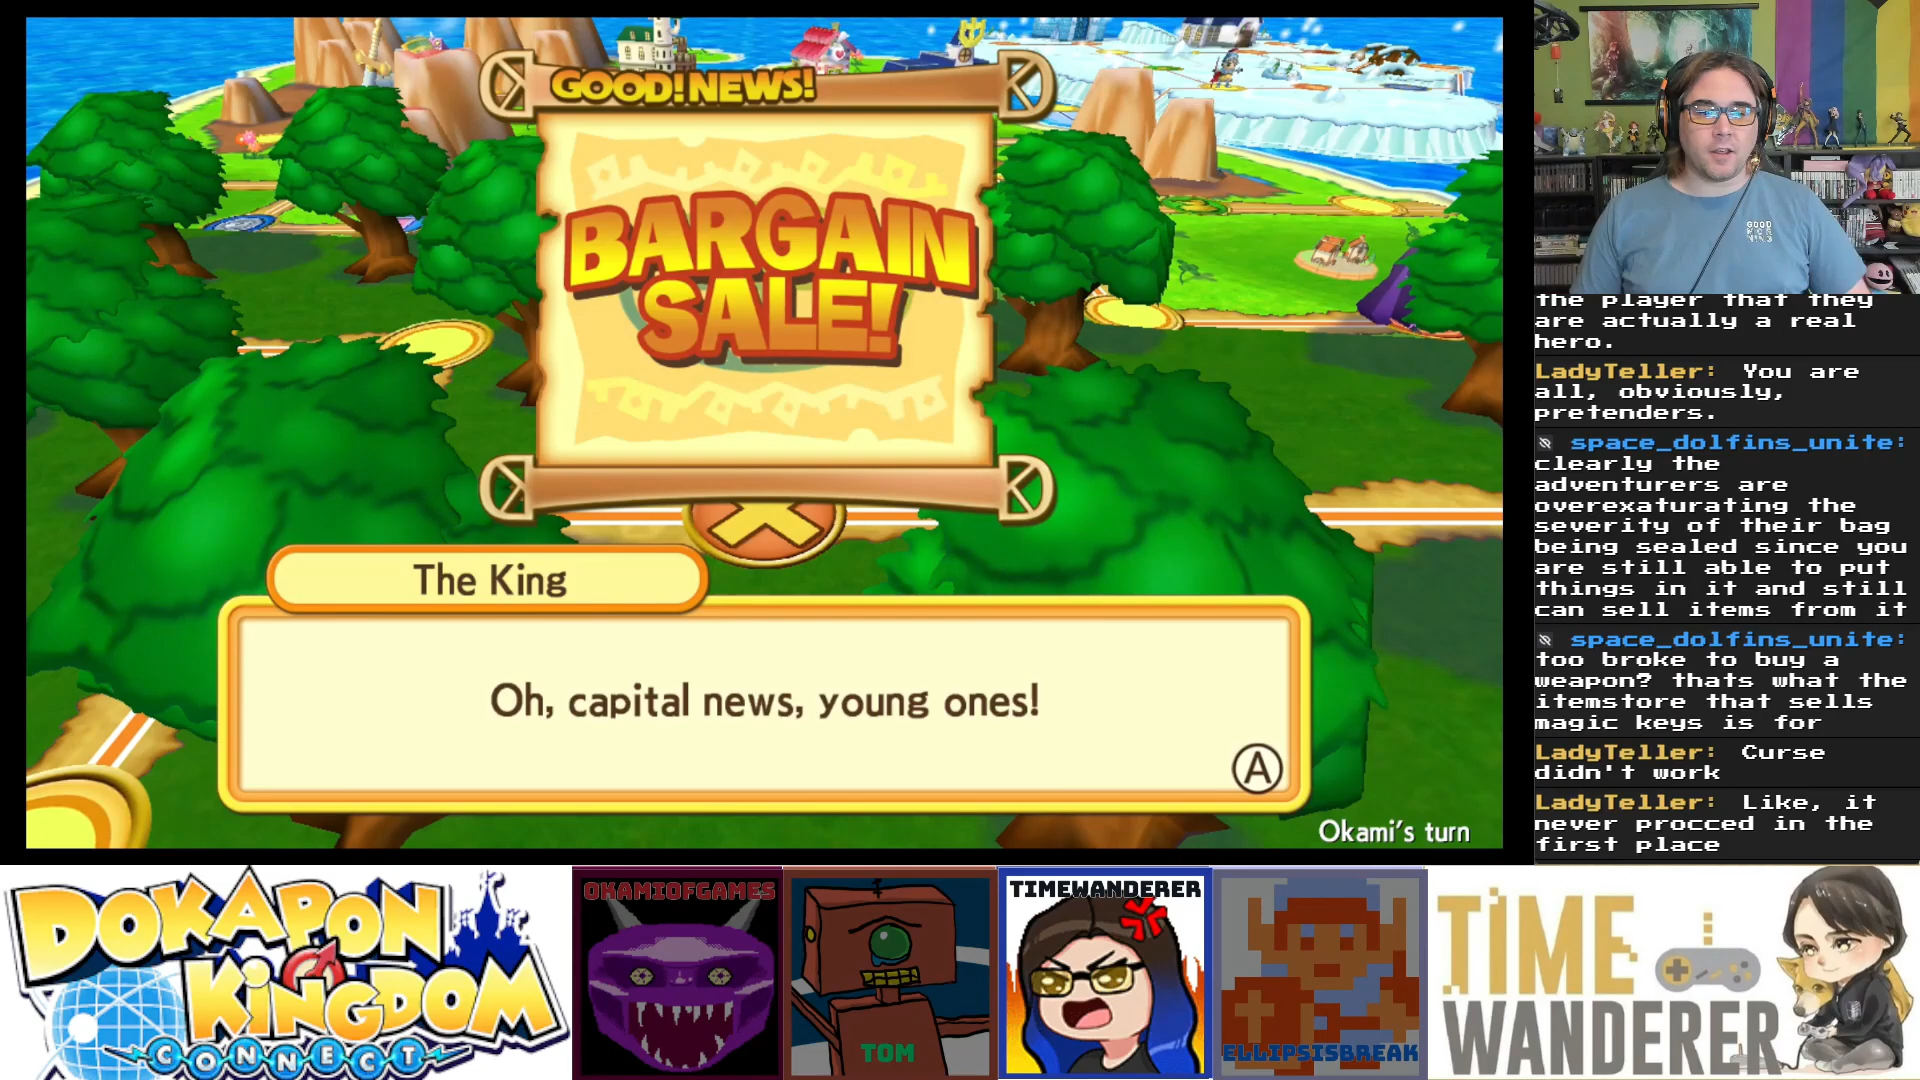 GOOD! NEWS!
BARGAIN
SALE!
The King
Oh, capital news, young ones!
A
Okami's turn
GOOD
the player that they
are actually a real
hero.
LadyTeller: You are
all, obviously,
pretenders.
space_dolfins_unite:
clearly the
adventurers are
overexaturating the
severity of their bag
being sealed since you
are still able to put
things in it and still
can sell items from it
space_dolfins_unite:
too broke to buy a
weapon? thats what the
itemstore that sells
magic keys is for
LadyTeller: Curse
didn't work
LadyTeller: Like, it
never procced in the
first place
DOKAPON
KINGDOM
CONNECT
OKAMIOFGAMES
TOM
TIMEWANDERER
ELLIPSISBREAK
TIME
WANDERER